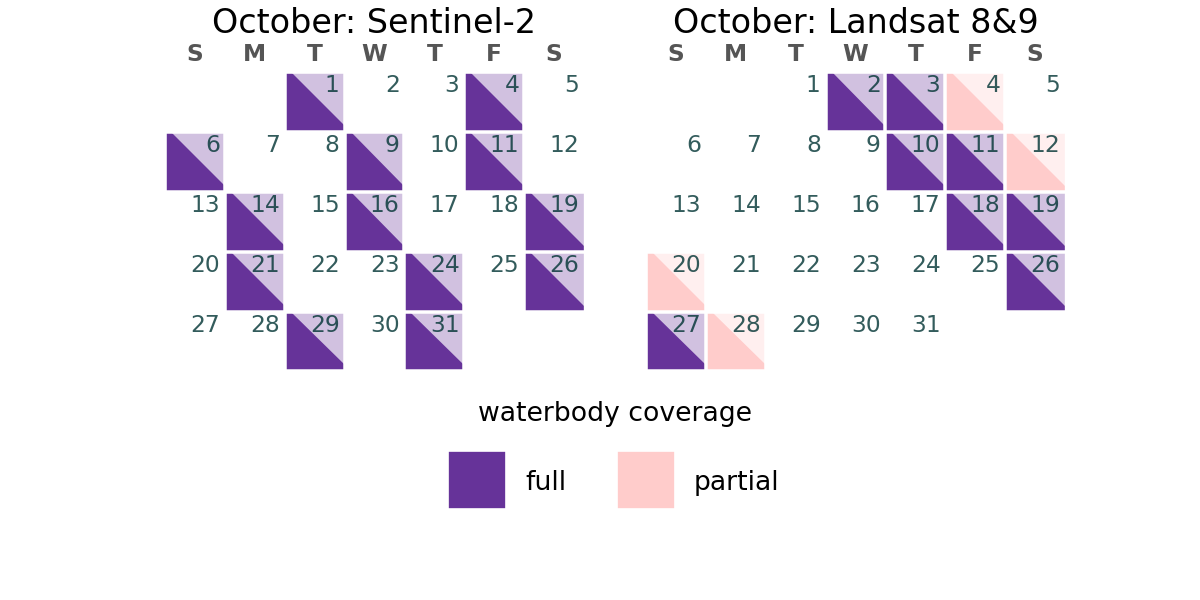 October: Sentinel-2
S M T W T F S
1 2 3 4 5
6 7 8 9 10 11 12
13 14 15 16 17 18 19
20 21 22 23 24 25 26
27 28 29 30 31
October: Landsat 8&9
S M T W T F S
1 2 3 4 5
6 7 8 9 10 11 12
13 14 15 16 17 18 19
20 21 22 23 24 25 26
27 28 29 30 31
waterbody coverage
full partial